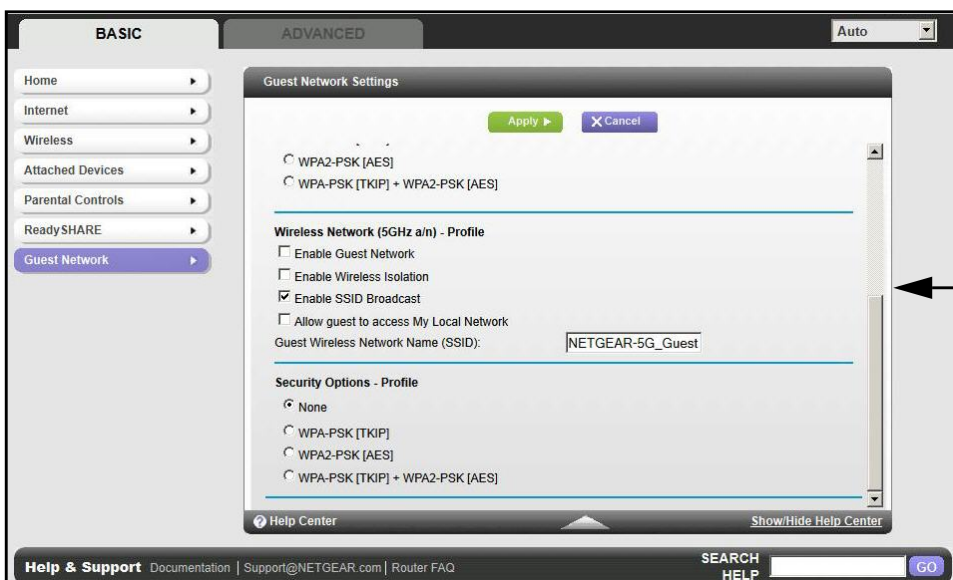 BASIC
ADVANCED
Auto
Home
Internet
Wireless
Attached Devices
Parental Controls
ReadySHARE
Guest Network
Guest Network Settings
Apply
X Cancel
WPA2-PSK [AES]
WPA-PSK [TKIP] + WPA2-PSK [AES]
Wireless Network (5GHz a/n) - Profile
Enable Guest Network
Enable Wireless Isolation
Enable SSID Broadcast
Allow guest to access My Local Network
Guest Wireless Network Name (SSID): NETGEAR-5G_Guest
Security Options - Profile
None
WPA-PSK [TKIP]
WPA2-PSK [AES]
WPA-PSK [TKIP] + WPA2-PSK [AES]
? Help Center
Show/Hide Help Center
Help & Support Documentation | Support@NETGEAR.com | Router FAQ
SEARCH
HELP
GO